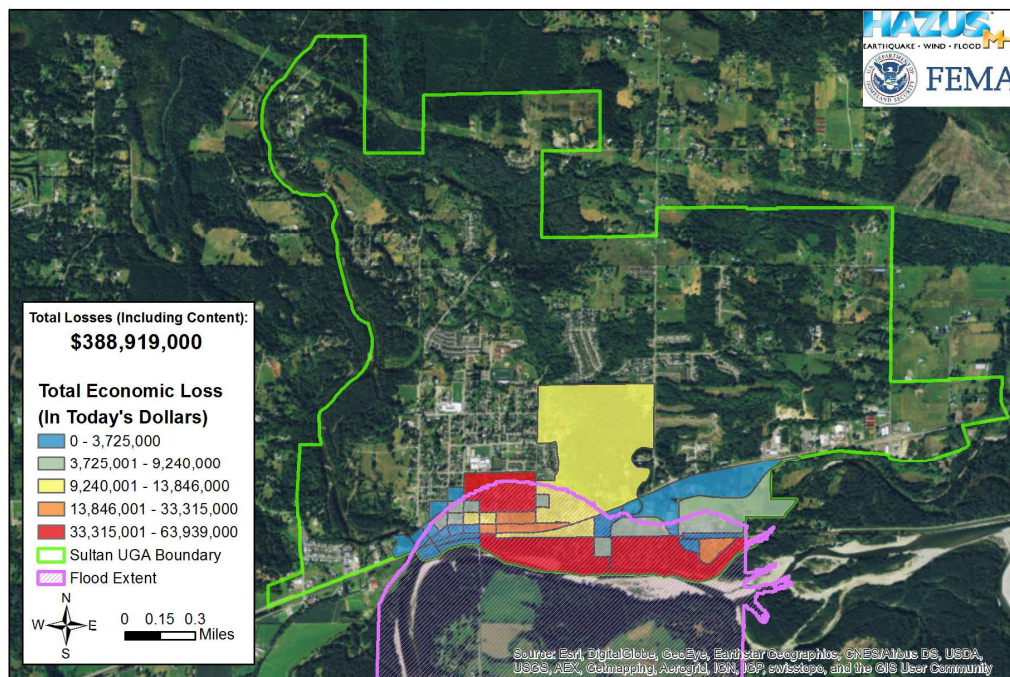 HAZUS
MH
EARTHQUAKE • WIND • FLOOD
U.S. DEPARTMENT OF
HOMELAND SECURITY
FEMA
Total Losses (Including Content):
$388,919,000
Total Economic Loss
(In Today's Dollars)
0 - 3,725,000
3,725,001 - 9,240,000
9,240,001 - 13,846,000
13,846,001 - 33,315,000
33,315,001 - 63,939,000
Sultan UGA Boundary
Flood Extent
N
W E
S
0 0.15 0.3
Miles
Source: Esri, DigitalGlobe, GeoEye, Earthstar Geographics, CNES/Airbus DS, USDA,
USGS, AEX, Getmapping, Aerogrid, IGN, IGP, swisstopo, and the GIS User Community